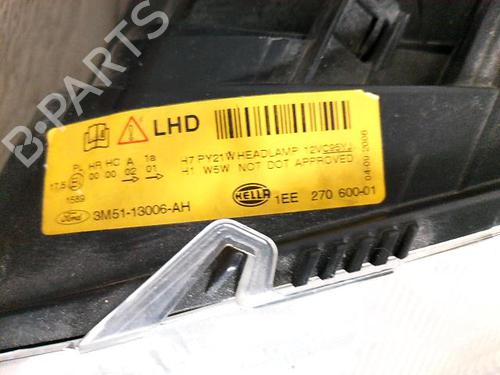 B-PARTS
LHD
PL HR HC A 1a
17,5 00 00 02 01
1589
H7 PY21W HEADLAMP 12V
H1 W5W NOT DOT APPROVED
HELLA
1EE 270 600-01
Ford 3M51-13006-AH